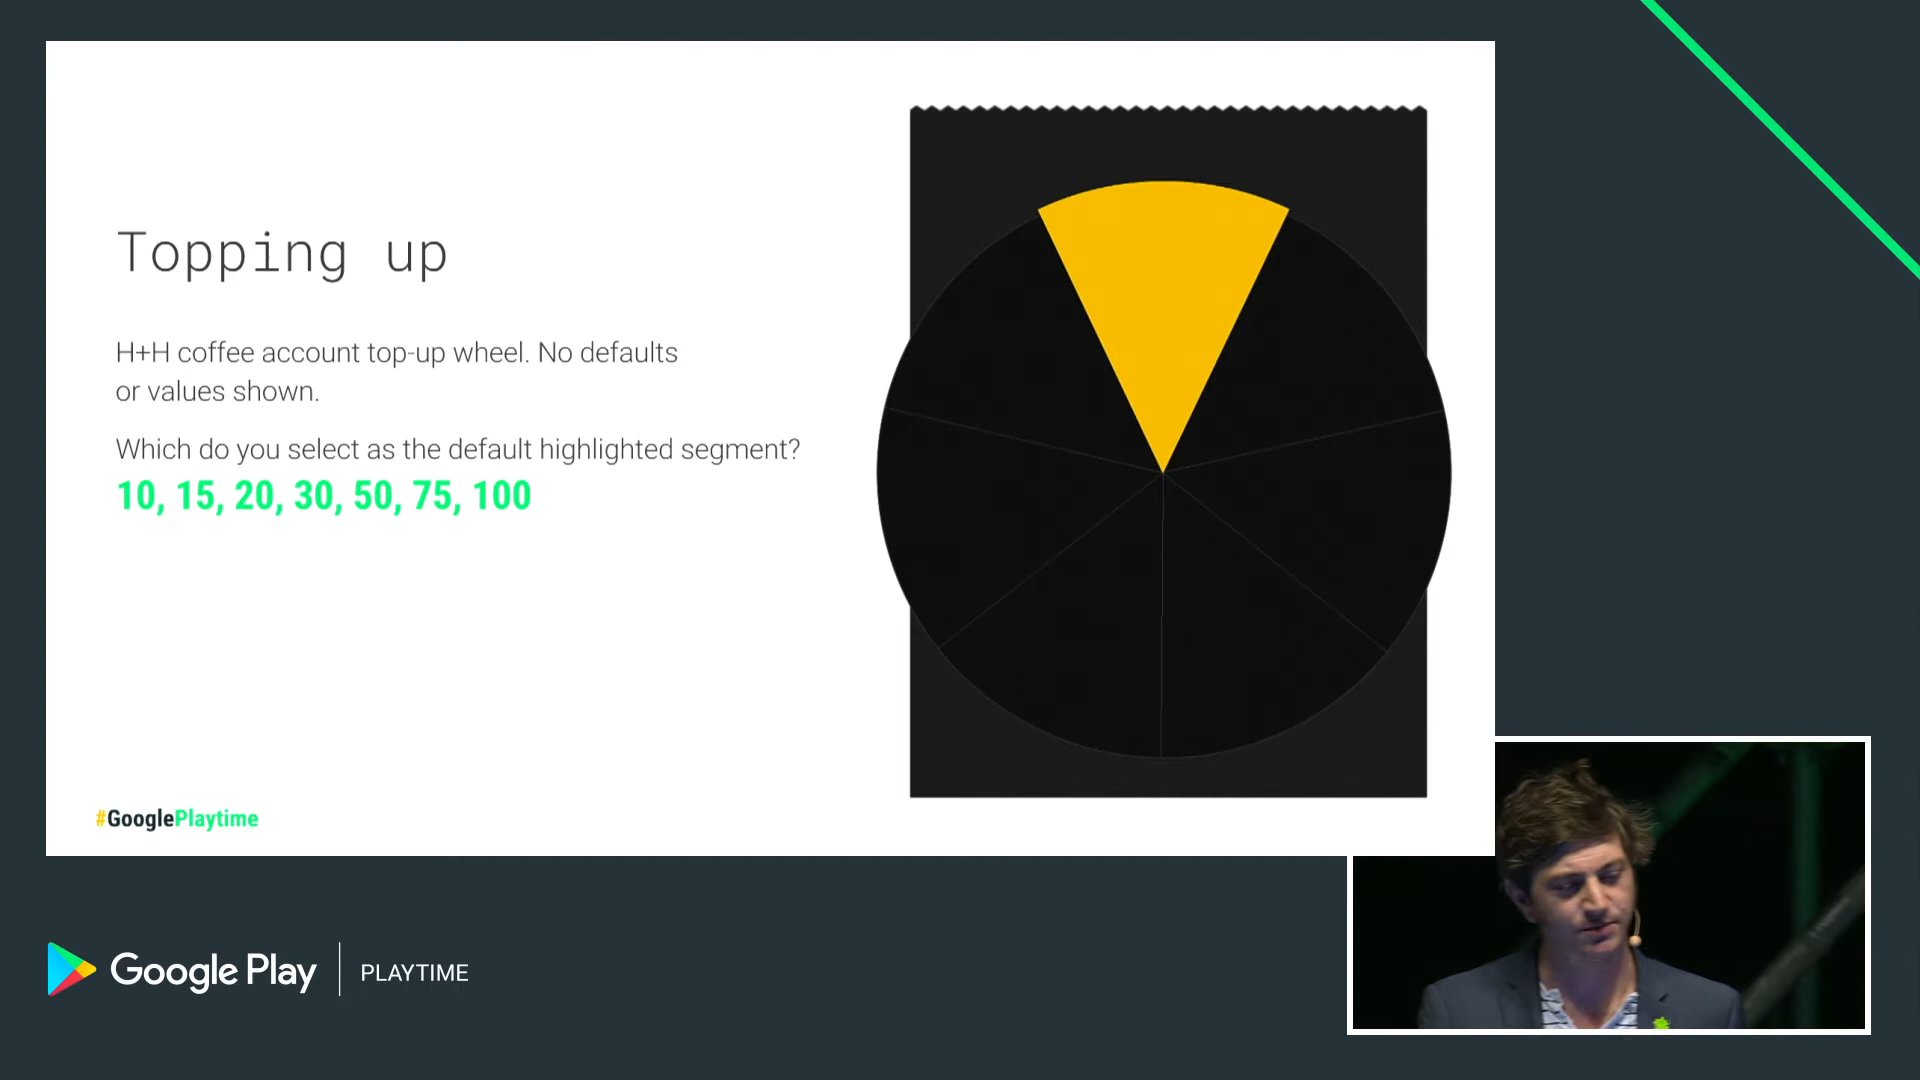 Topping up
H+H coffee account top-up wheel. No defaults
or values shown.
Which do you select as the default highlighted segment?
10, 15, 20, 30, 50, 75, 100
#GooglePlaytime
Google Play | PLAYTIME